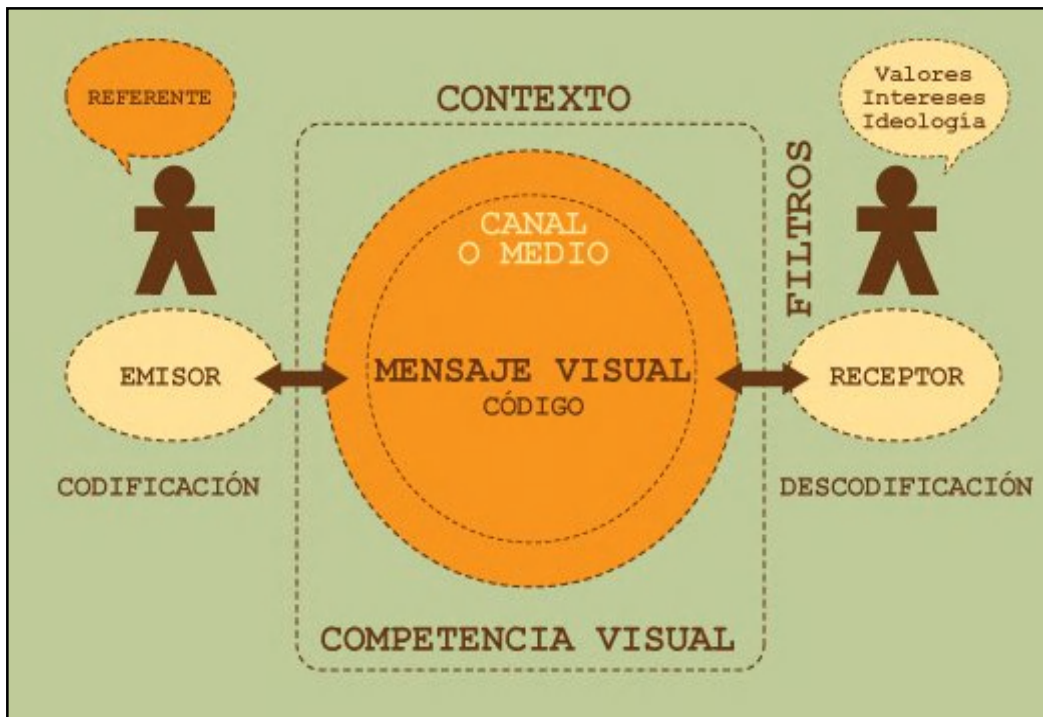 REFERENTE
CONTEXTO
Valores
Intereses
Ideología
FILTROS
CANAL
O MEDIO
EMISOR
MENSAJE VISUAL
CÓDIGO
RECEPTOR
CODIFICACIÓN
DESCODIFICACIÓN
COMPETENCIA VISUAL